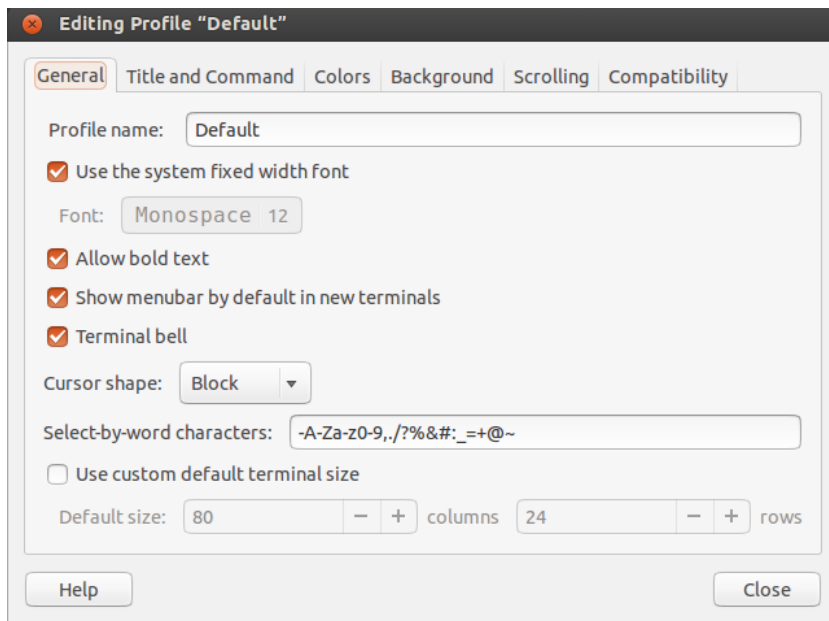 Editing Profile “Default”
General Title and Command Colors Background Scrolling Compatibility
Profile name: Default
Use the system fixed width font
Font: Monospace 12
Allow bold text
Show menubar by default in new terminals
Terminal bell
Cursor shape: Block
Select-by-word characters: -A-Za-z0-9,./?%&#:_=+@~
Use custom default terminal size
Default size: 80 − + columns 24 − + rows
Help Close